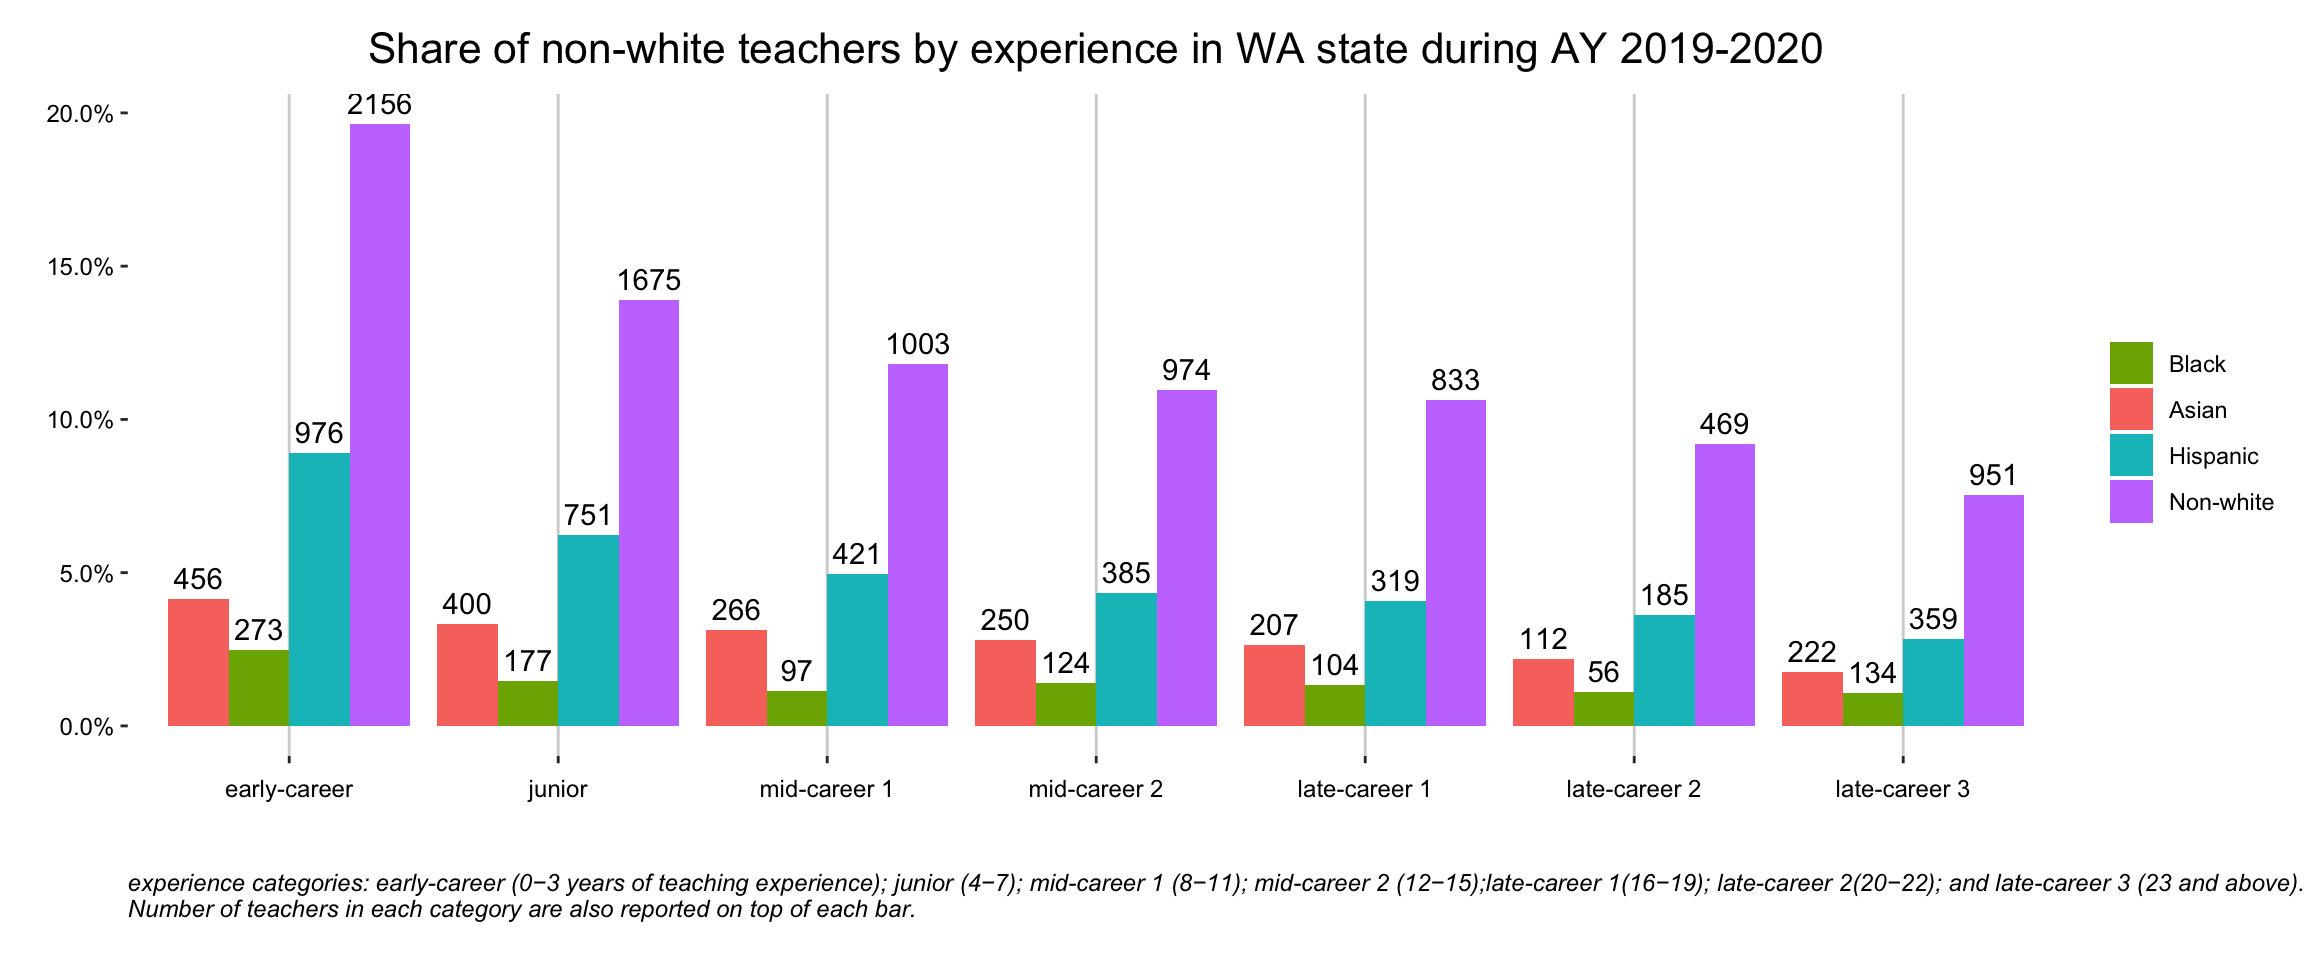 Share of non-white teachers by experience in WA state during AY 2019-2020
20.0%
15.0%
10.0%
5.0%
0.0%
456
273
976
2156
400
177
751
1675
266
97
421
1003
250
124
385
974
207
104
319
833
112
56
185
469
222
134
359
951
early-career
junior
mid-career 1
mid-career 2
late-career 1
late-career 2
late-career 3
Black
Asian
Hispanic
Non-white
experience categories: early-career (0−3 years of teaching experience); junior (4−7); mid-career 1 (8−11); mid-career 2 (12−15);late-career 1(16−19); late-career 2(20−22); and late-career 3 (23 and above).
Number of teachers in each category are also reported on top of each bar.